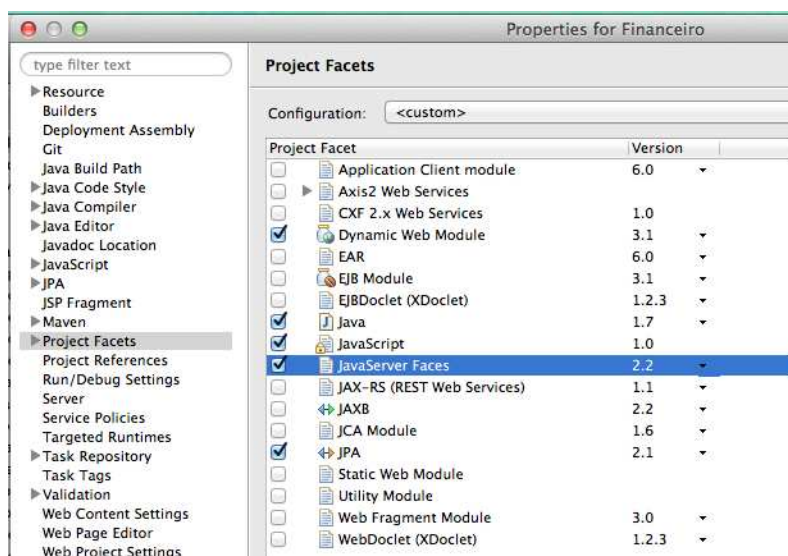 Properties for Financeiro
type filter text
Resource
Builders
Deployment Assembly
Git
Java Build Path
Java Code Style
Java Compiler
Java Editor
Javadoc Location
JavaScript
JPA
JSP Fragment
Maven
Project Facets
Project References
Run/Debug Settings
Server
Service Policies
Targeted Runtimes
Task Repository
Task Tags
Validation
Web Content Settings
Web Page Editor
Web Project Settings
Project Facets
Configuration: <custom>
Project Facet Version
Application Client module 6.0
Axis2 Web Services
CXF 2.x Web Services 1.0
Dynamic Web Module 3.1
EAR 6.0
EJB Module 3.1
EJBDoclet (XDoclet) 1.2.3
Java 1.7
JavaScript 1.0
JavaServer Faces 2.2
JAX-RS (REST Web Services) 1.1
JAXB 2.2
JCA Module 1.6
JPA 2.1
Static Web Module
Utility Module
Web Fragment Module 3.0
WebDoclet (XDoclet) 1.2.3